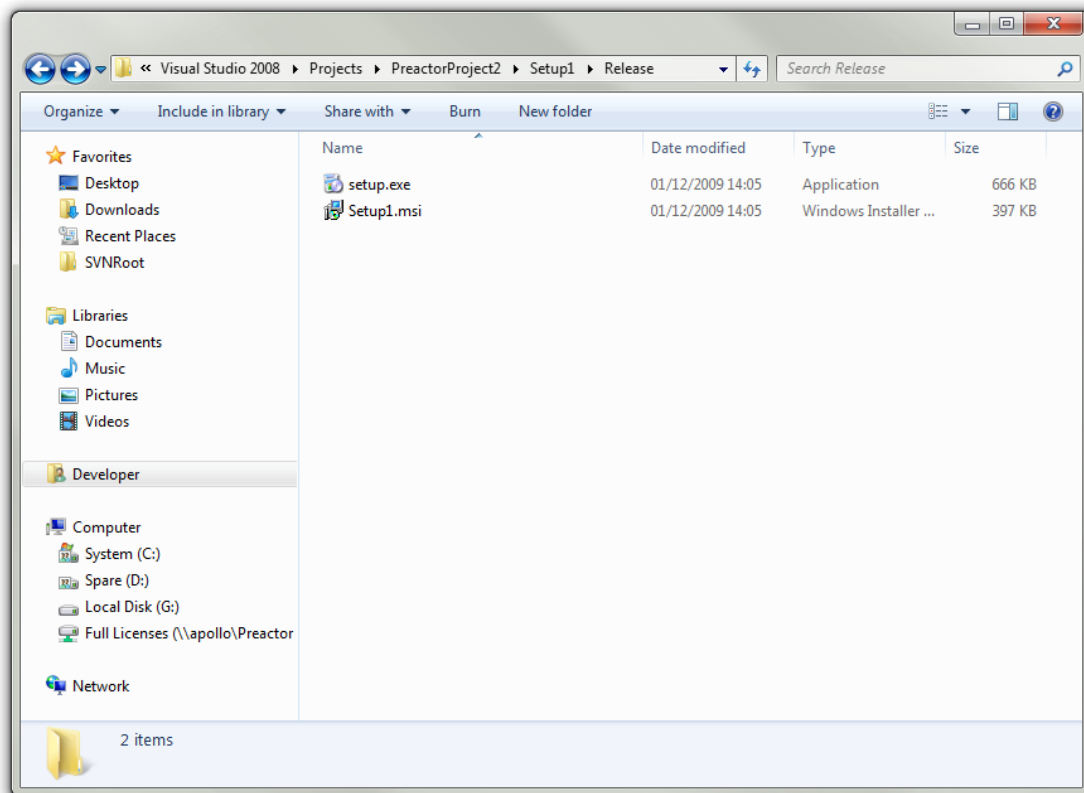 « Visual Studio 2008 Projects PreactorProject2 Setup1 Release Search Release
Organize Include in library Share with Burn New folder
Favorites
Desktop
Downloads
Recent Places
SVNRoot
Libraries
Documents
Music
Pictures
Videos
Developer
Computer
System (C:)
Spare (D:)
Local Disk (G:)
Full Licenses (\\apollo\Preactor
Network
Name Date modified Type Size
setup.exe 01/12/2009 14:05 Application 666 KB
Setup1.msi 01/12/2009 14:05 Windows Installer ... 397 KB
2 items